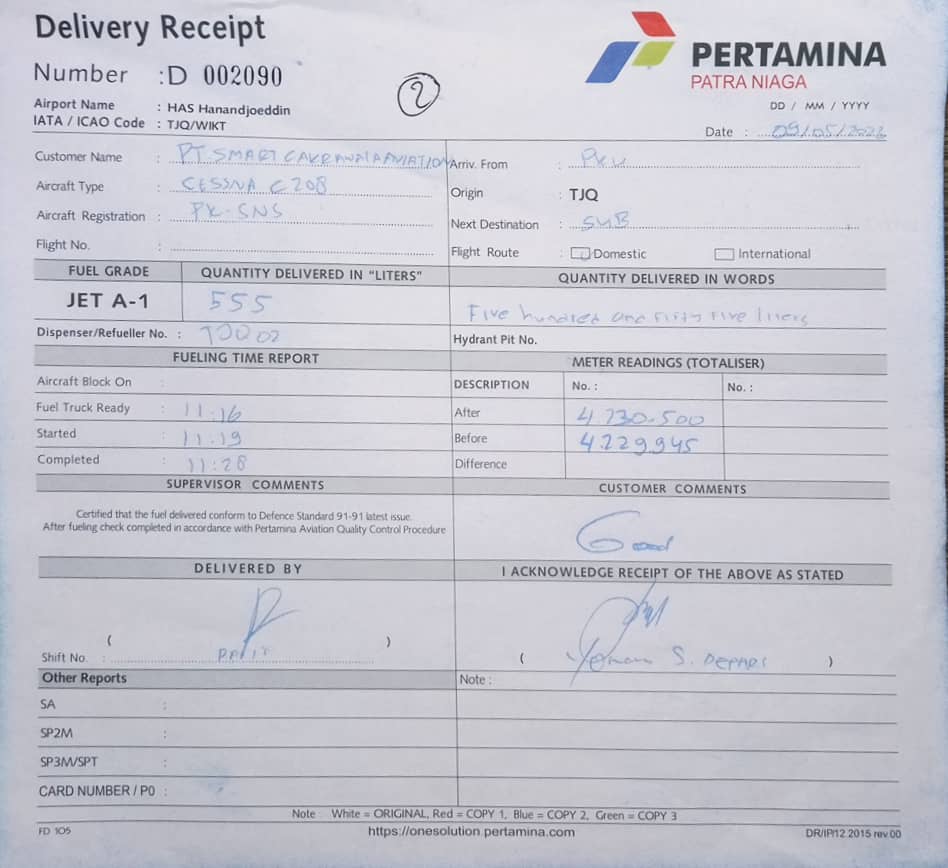 Delivery Receipt
PERTAMINA
PATRA NIAGA
Number :D 002090
2
Airport Name : HAS Hanandjoeddin
DD / MM / YYYY
IATA / ICAO Code : TJQ/WIKT
Date :
Customer Name : PT. SMART CAKRAWALA AVIATION
Arriv. From : PKU
Aircraft Type : CESSNA C 208
Origin : TJQ
Aircraft Registration : PK-SNS
Next Destination : SUB
Flight No. :
Flight Route : Domestic International
FUEL GRADE QUANTITY DELIVERED IN "LITERS" QUANTITY DELIVERED IN WORDS
JET A-1 555 Five hundred and fifty five liters
Dispenser/Refueller No. :
Hydrant Pit No.
FUELING TIME REPORT METER READINGS (TOTALISER)
Aircraft Block On :
DESCRIPTION No. : No. :
Fuel Truck Ready : 11:16
After 4.230.500
Started : 11.19
Before 4.229945
Completed : 11:28
Difference
SUPERVISOR COMMENTS CUSTOMER COMMENTS
Certified that the fuel delivered conform to Defence Standard 91-91 latest issue.
After fueling check completed in accordance with Pertamina Aviation Quality Control Procedure
Good
DELIVERED BY I ACKNOWLEDGE RECEIPT OF THE ABOVE AS STATED
( )
Shift No. :
( S. DEPARI )
Other Reports Note :
SA :
SP2M :
SP3M/SPT :
CARD NUMBER / P0 :
Note : White = ORIGINAL, Red = COPY 1, Blue = COPY 2, Green = COPY 3
FD 105 https://onesolution.pertamina.com DR/IP/12.2015 rev.00